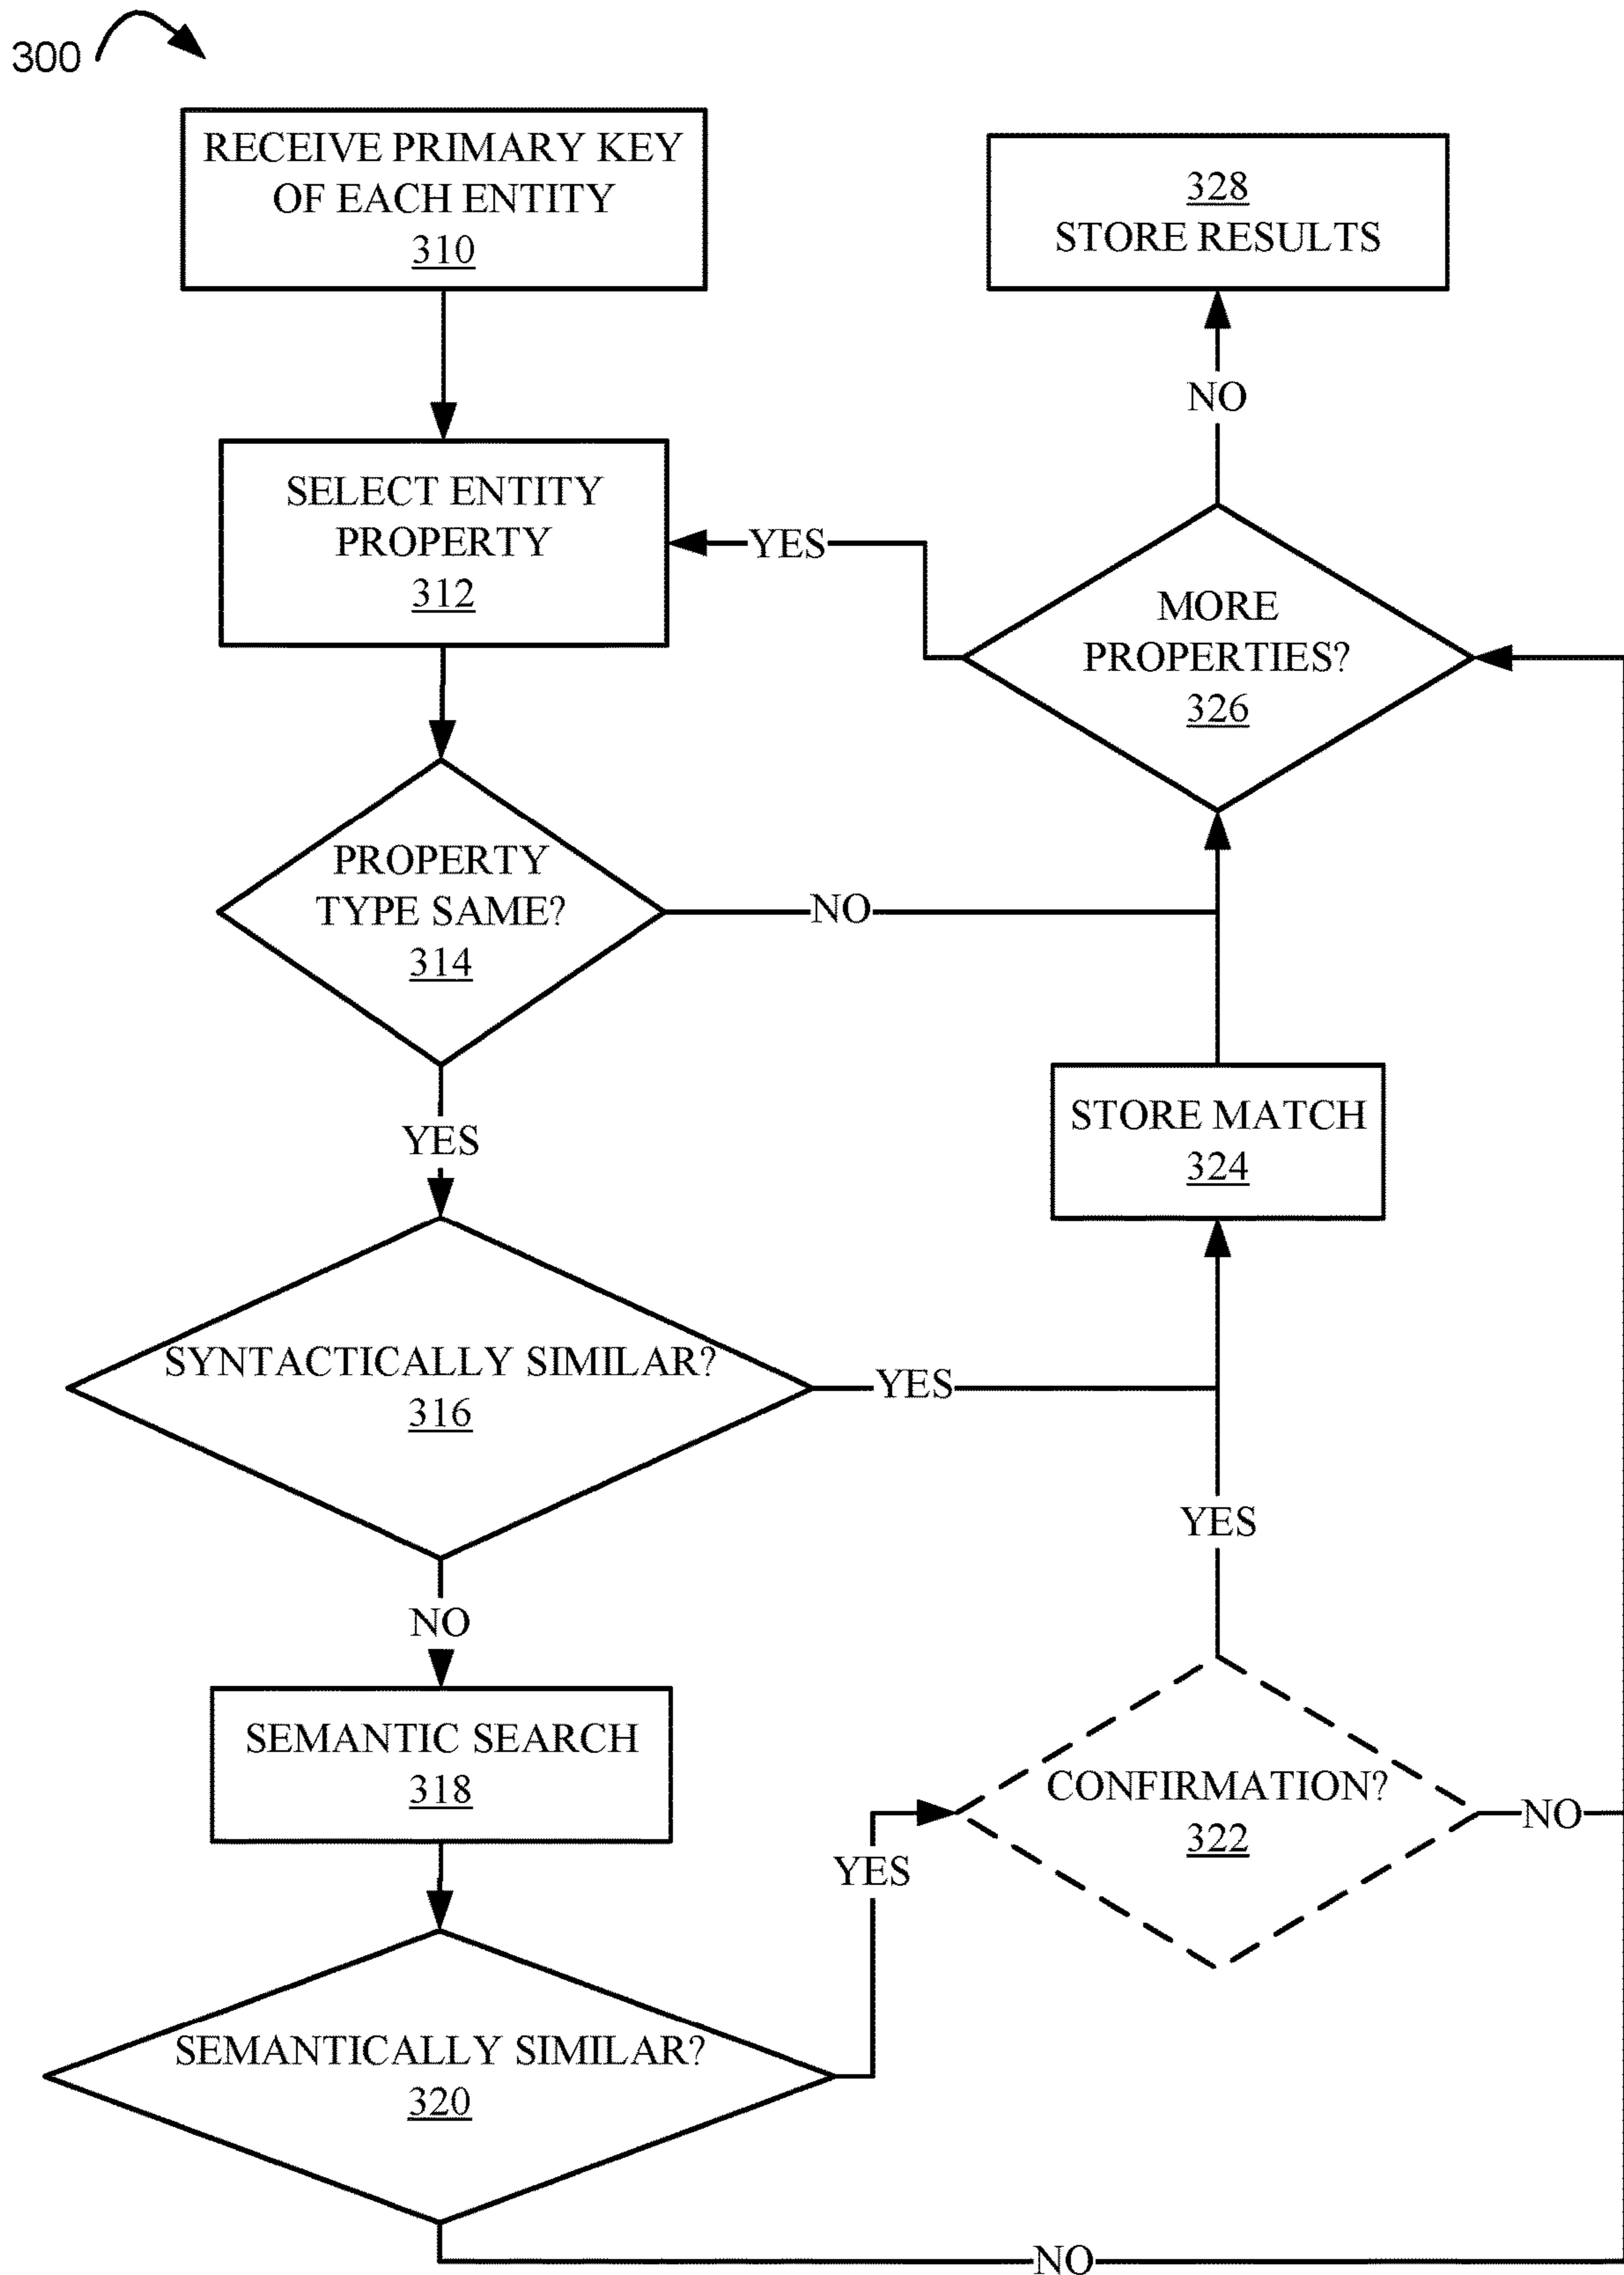 300
RECEIVE PRIMARY KEY
OF EACH ENTITY
310
328
STORE RESULTS
NO
SELECT ENTITY
PROPERTY
312
YES
MORE
PROPERTIES?
326
PROPERTY
TYPE SAME?
314
NO
YES
STORE MATCH
324
SYNTACTICALLY SIMILAR?
316
YES
YES
NO
SEMANTIC SEARCH
318
CONFIRMATION?
322
NO
YES
SEMANTICALLY SIMILAR?
320
NO